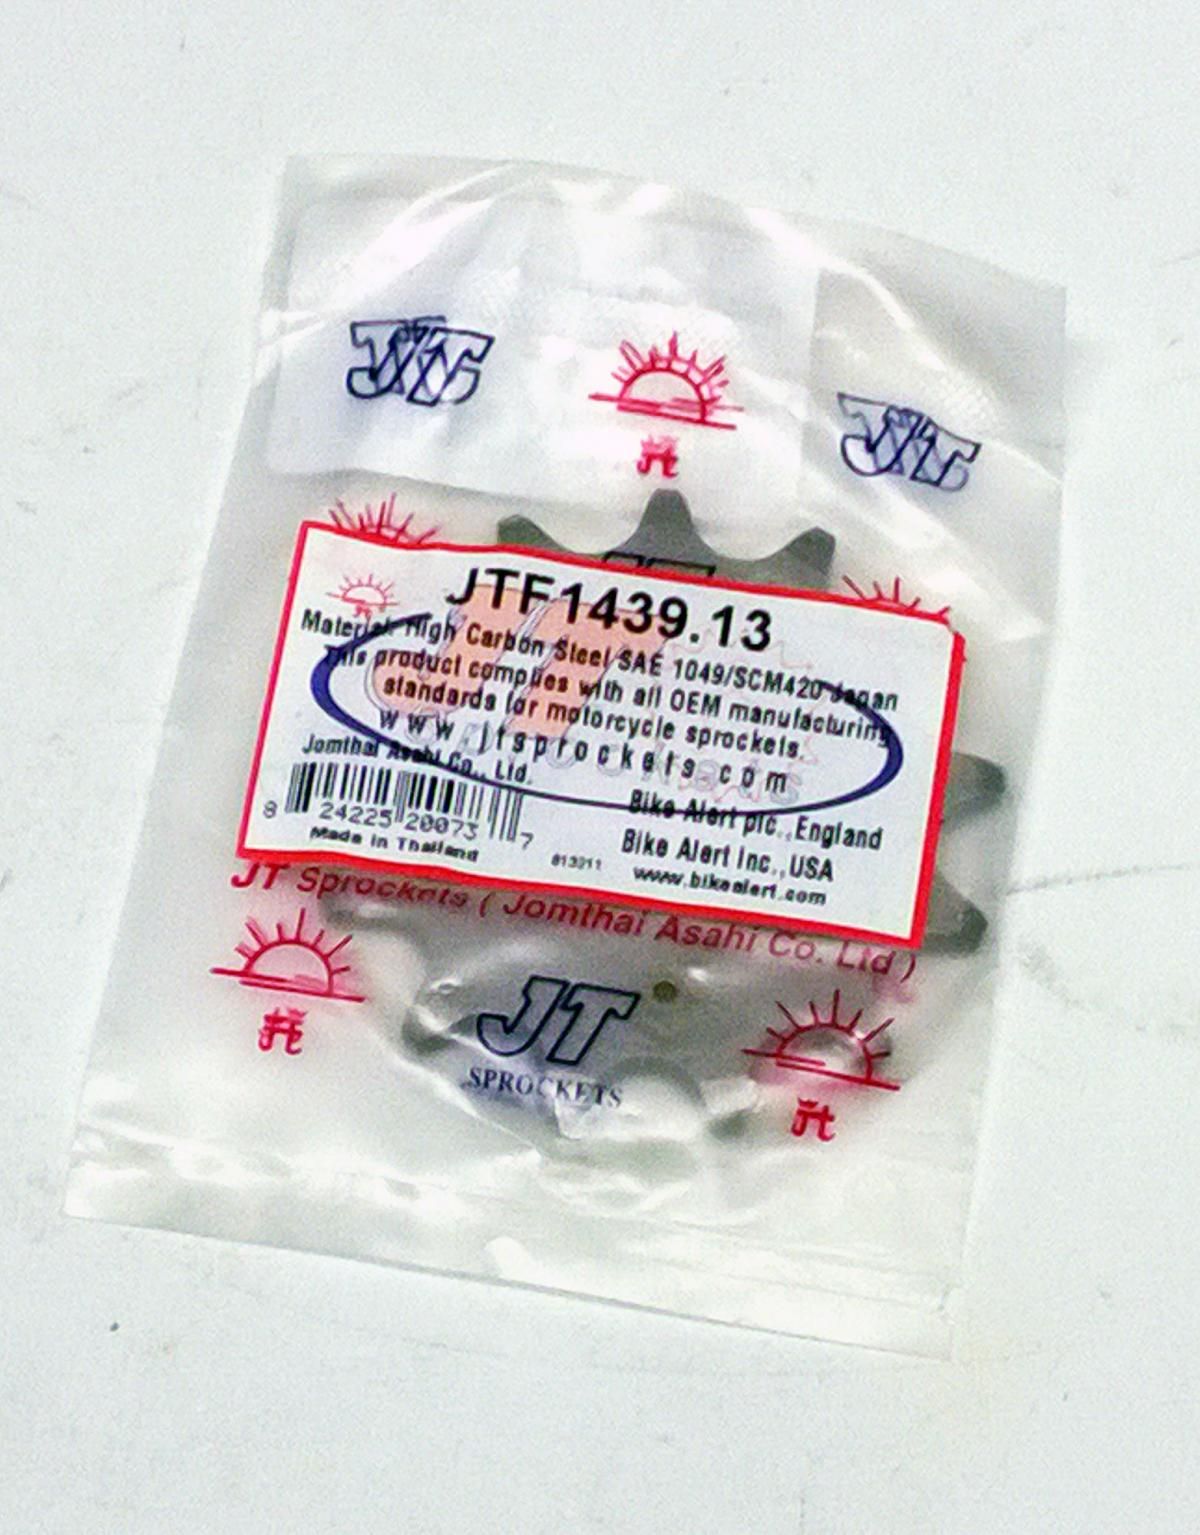 JT
JT
JTF1439.13
Material: High Carbon Steel SAE 1049/SCM420 Japan
This product complies with all OEM manufacturing
standards for motorcycle sprockets.
www.jtsprockets.com
Jomthai Asahi Co., Ltd.
8 24225 20073 7
Made in Thailand
813211
Bike Alert plc., England
Bike Alert Inc., USA
www.bikealert.com
JT Sprockets ( Jomthai Asahi Co. Ltd )
JT
SPROCKETS